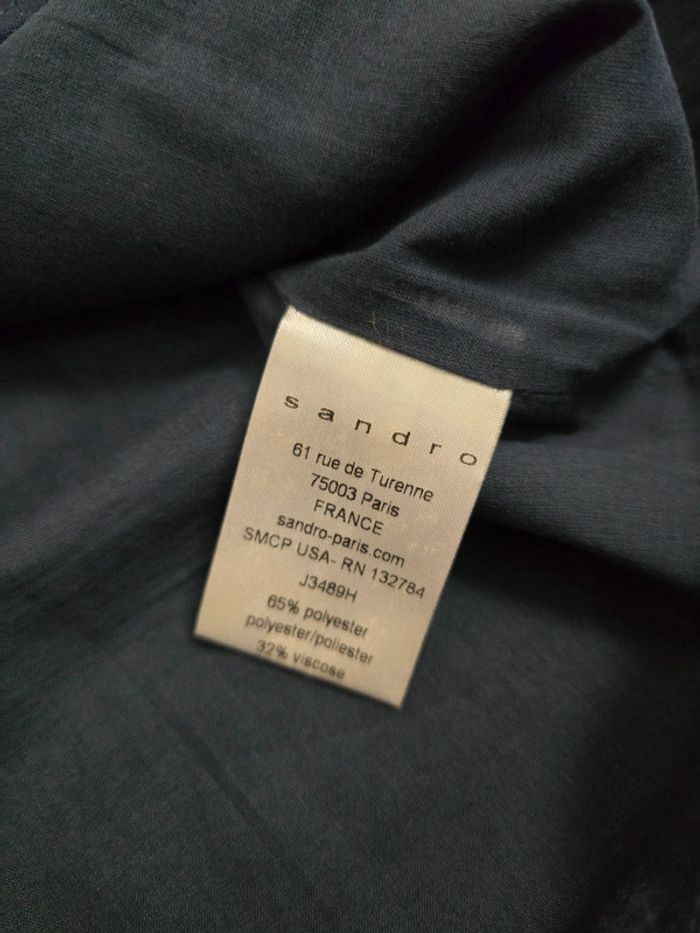 sandro
61 rue de Turenne
75003 Paris
FRANCE
sandro-paris.com
SMCP USA- RN 132784
J3489H
65% polyester
polyester/poliester
32% viscose